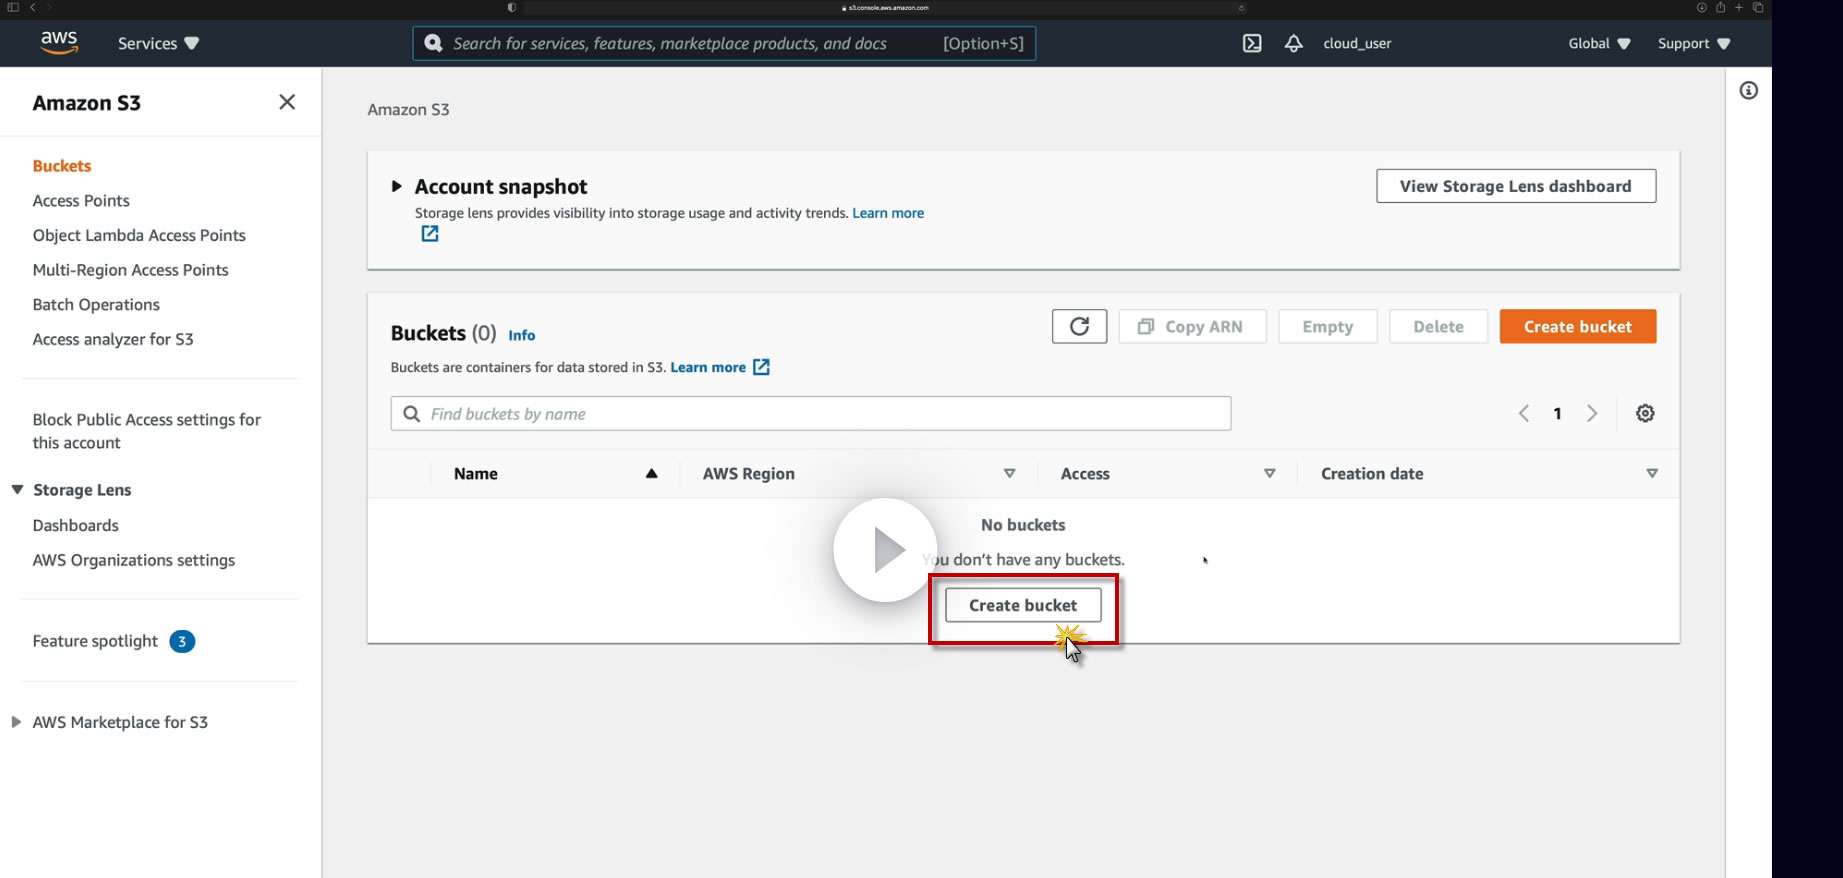 s3.console.aws.amazon.com
aws
Services
Search for services, features, marketplace products, and docs
[Option+S]
cloud_user
Global
Support
Amazon S3
Buckets
Access Points
Object Lambda Access Points
Multi-Region Access Points
Batch Operations
Access analyzer for S3
Block Public Access settings for
this account
Storage Lens
Dashboards
AWS Organizations settings
Feature spotlight 3
AWS Marketplace for S3
Amazon S3
Account snapshot
View Storage Lens dashboard
Storage lens provides visibility into storage usage and activity trends. Learn more
Buckets (0) Info
Copy ARN
Empty
Delete
Create bucket
Buckets are containers for data stored in S3. Learn more
Find buckets by name
1
Name
AWS Region
Access
Creation date
No buckets
You don't have any buckets.
Create bucket